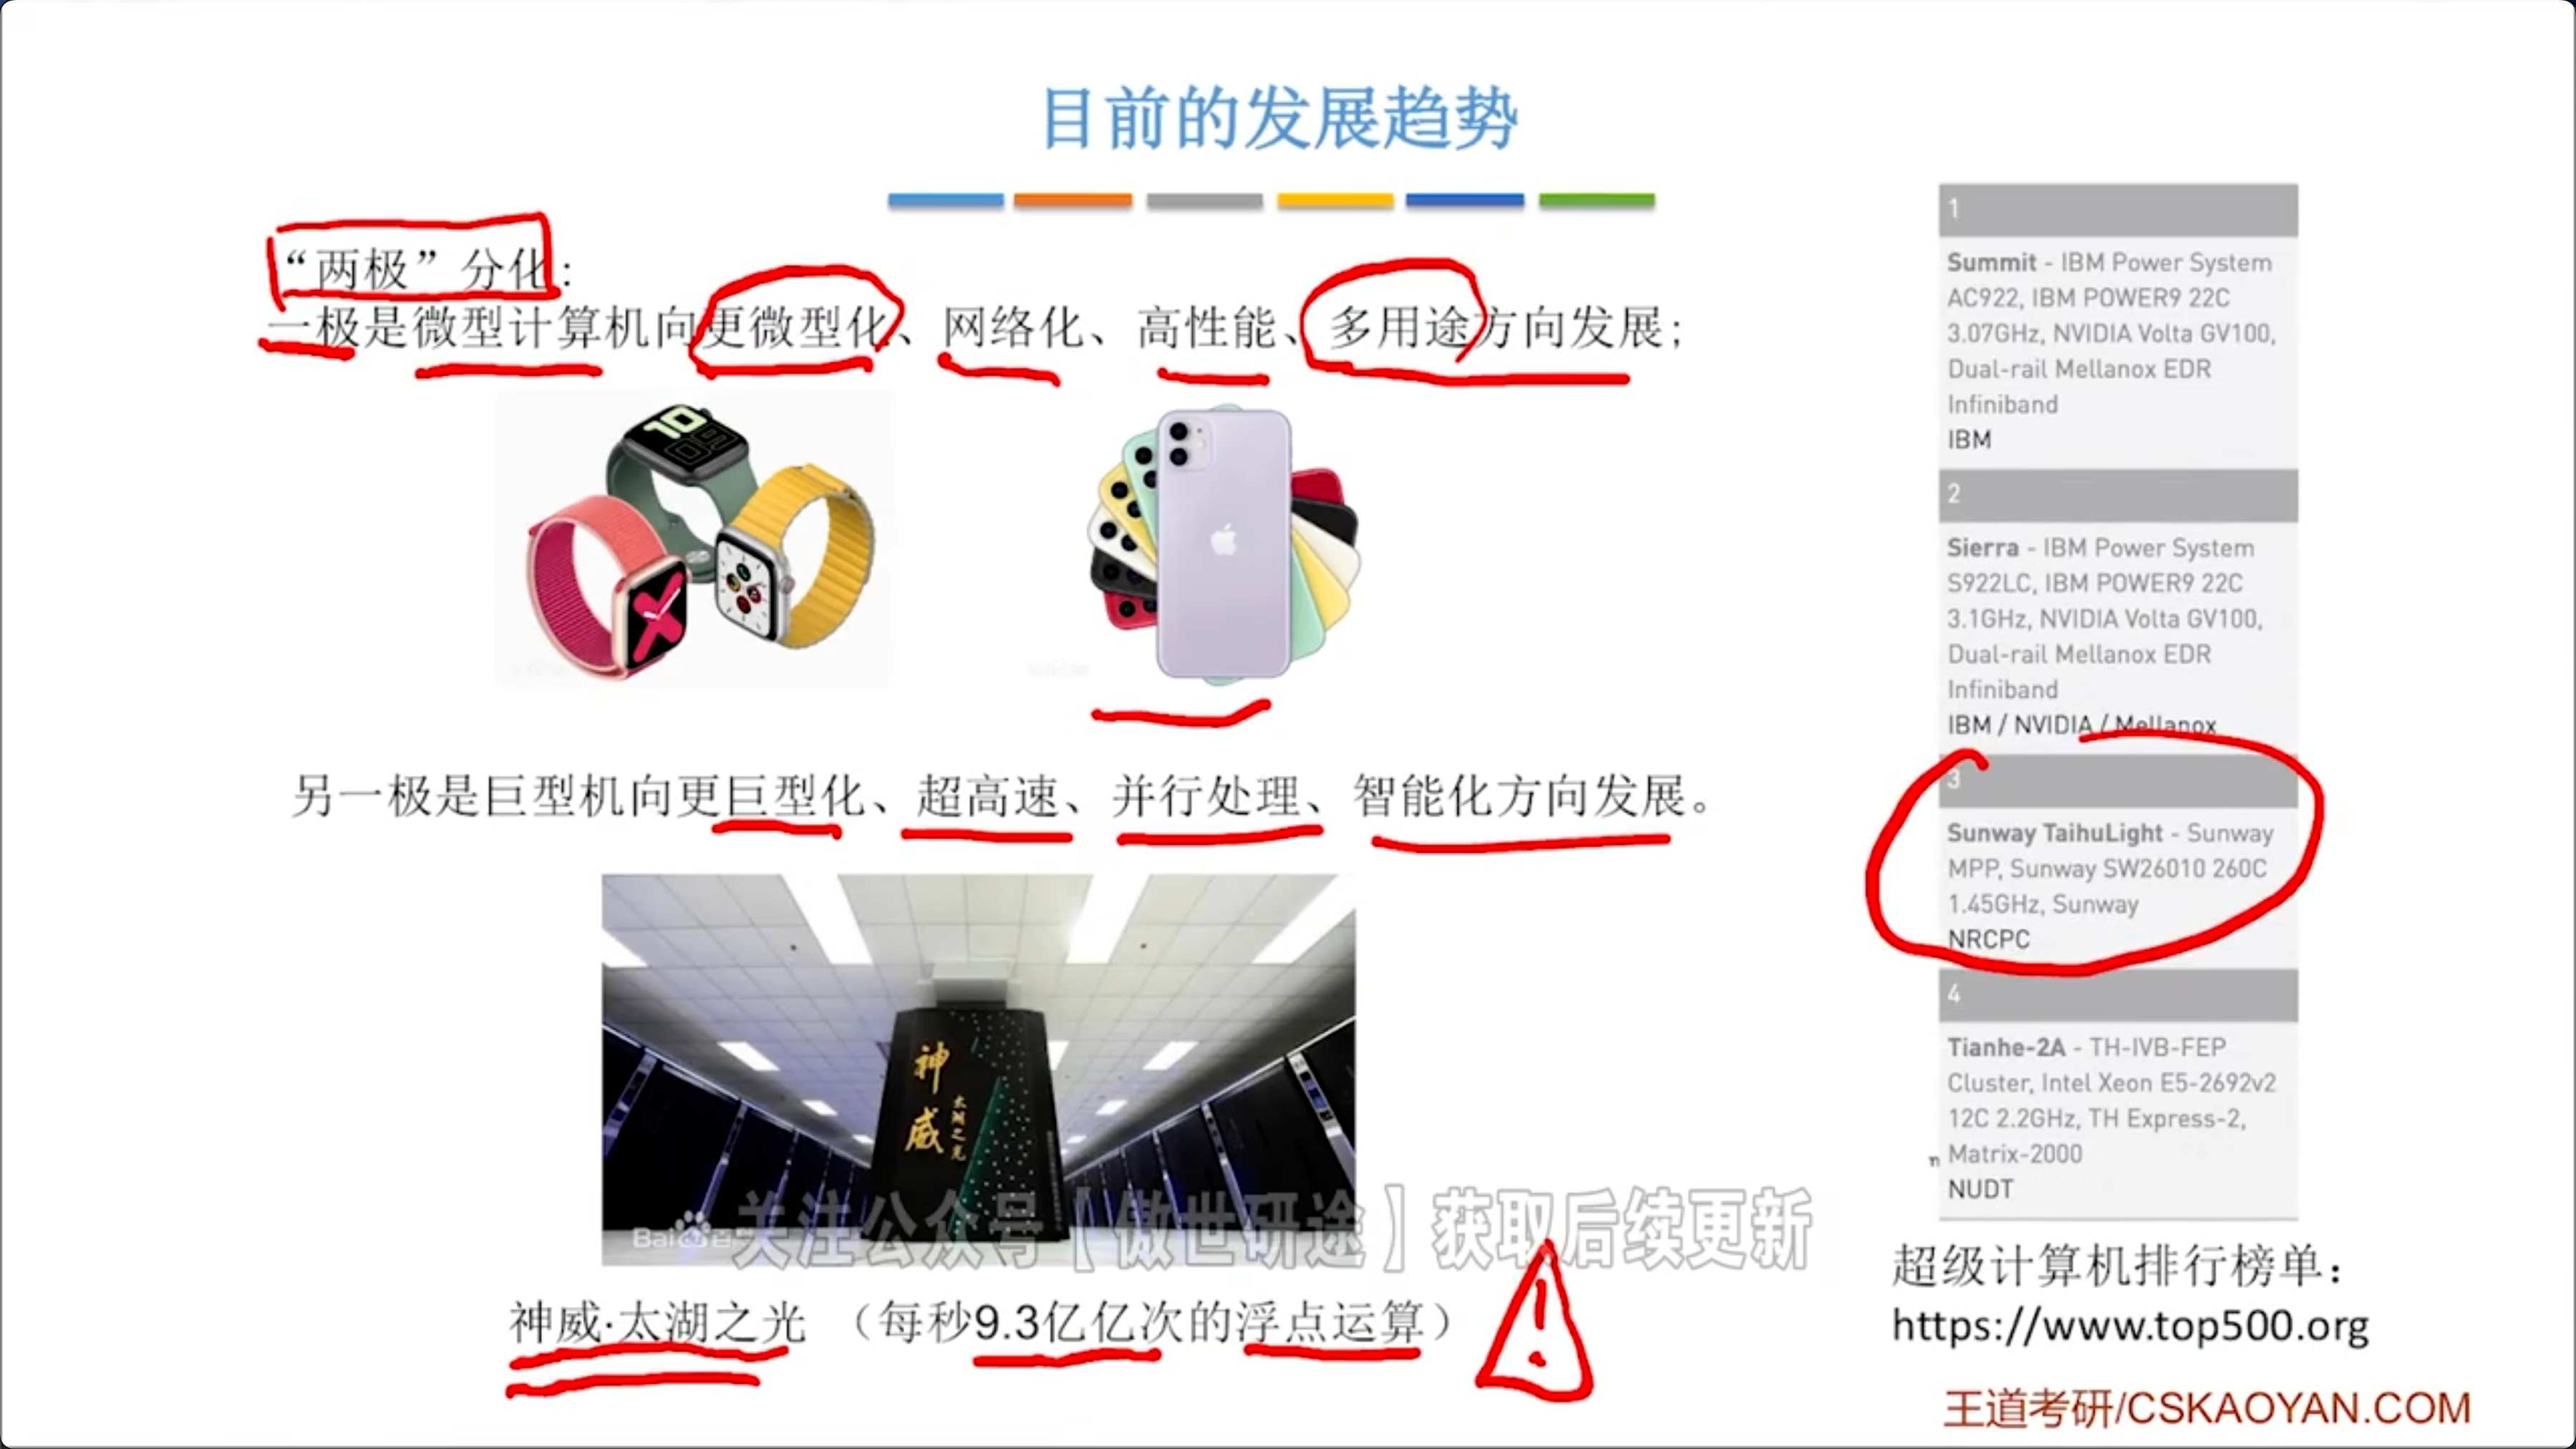 目前的发展趋势
“两极”分化：
一极是微型计算机向更微型化、网络化、高性能、多用途方向发展；
10
09
另一极是巨型机向更巨型化、超高速、并行处理、智能化方向发展。
神威
太湖之光
关注公众号【傲世研途】获取后续更新
神威·太湖之光 （每秒9.3亿亿次的浮点运算）
1
Summit - IBM Power System
AC922, IBM POWER9 22C
3.07GHz, NVIDIA Volta GV100,
Dual-rail Mellanox EDR
Infiniband
IBM
2
Sierra - IBM Power System
S922LC, IBM POWER9 22C
3.1GHz, NVIDIA Volta GV100,
Dual-rail Mellanox EDR
Infiniband
IBM / NVIDIA / Mellanox
3
Sunway TaihuLight - Sunway
MPP, Sunway SW26010 260C
1.45GHz, Sunway
NRCPC
4
Tianhe-2A - TH-IVB-FEP
Cluster, Intel Xeon E5-2692v2
12C 2.2GHz, TH Express-2,
Matrix-2000
NUDT
超级计算机排行榜单：
https://www.top500.org
王道考研/CSKAOYAN.COM